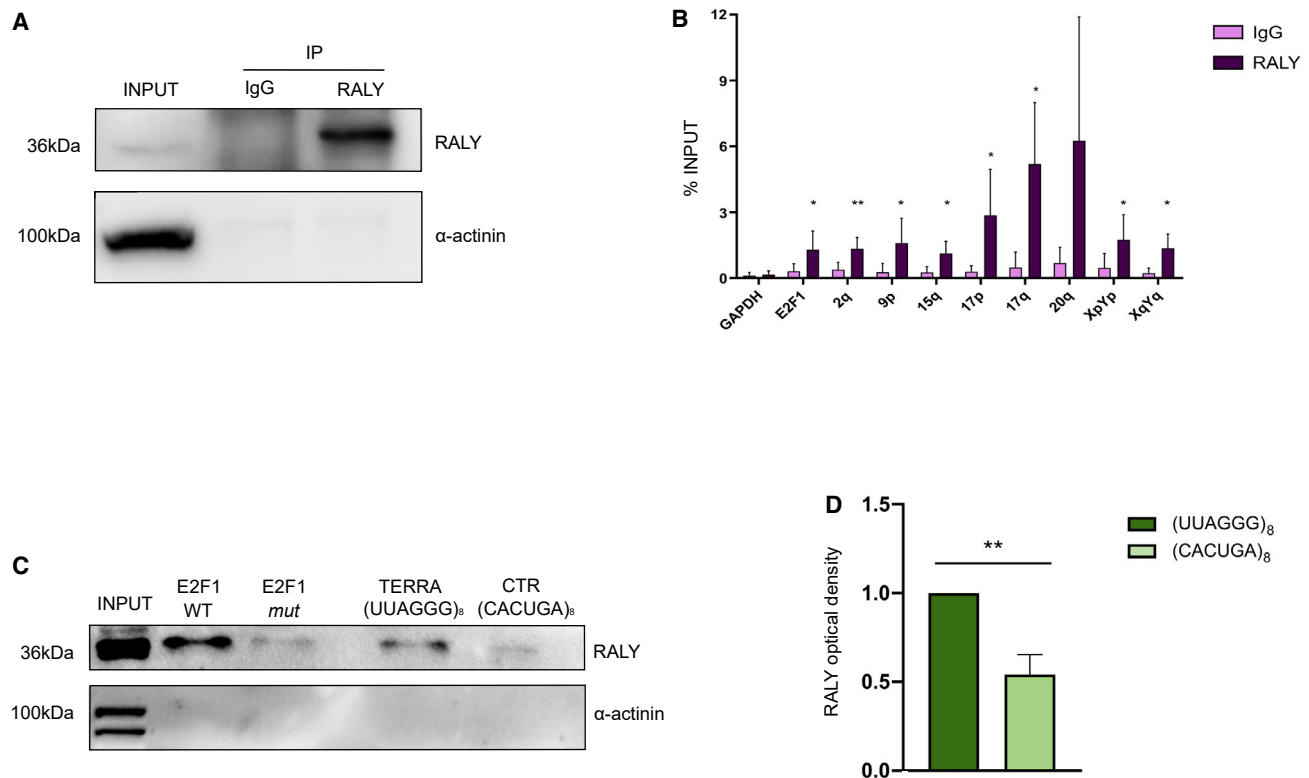 A
IP
INPUT IgG RALY
36kDa RALY
100kDa α-actinin
B
% INPUT
12
9
6
3
0
* ** * * * * * *
GAPDH E2F1 2q 9p 15q 17p 17q 20q XpYp XqYq
IgG
RALY
C
INPUT E2F1 WT E2F1 mut TERRA (UUAGGG)₈ CTR (CACUGA)₈
36kDa RALY
100kDa α-actinin
D
RALY optical density
1.5
1.0
0.5
0.0
**
(UUAGGG)₈
(CACUGA)₈